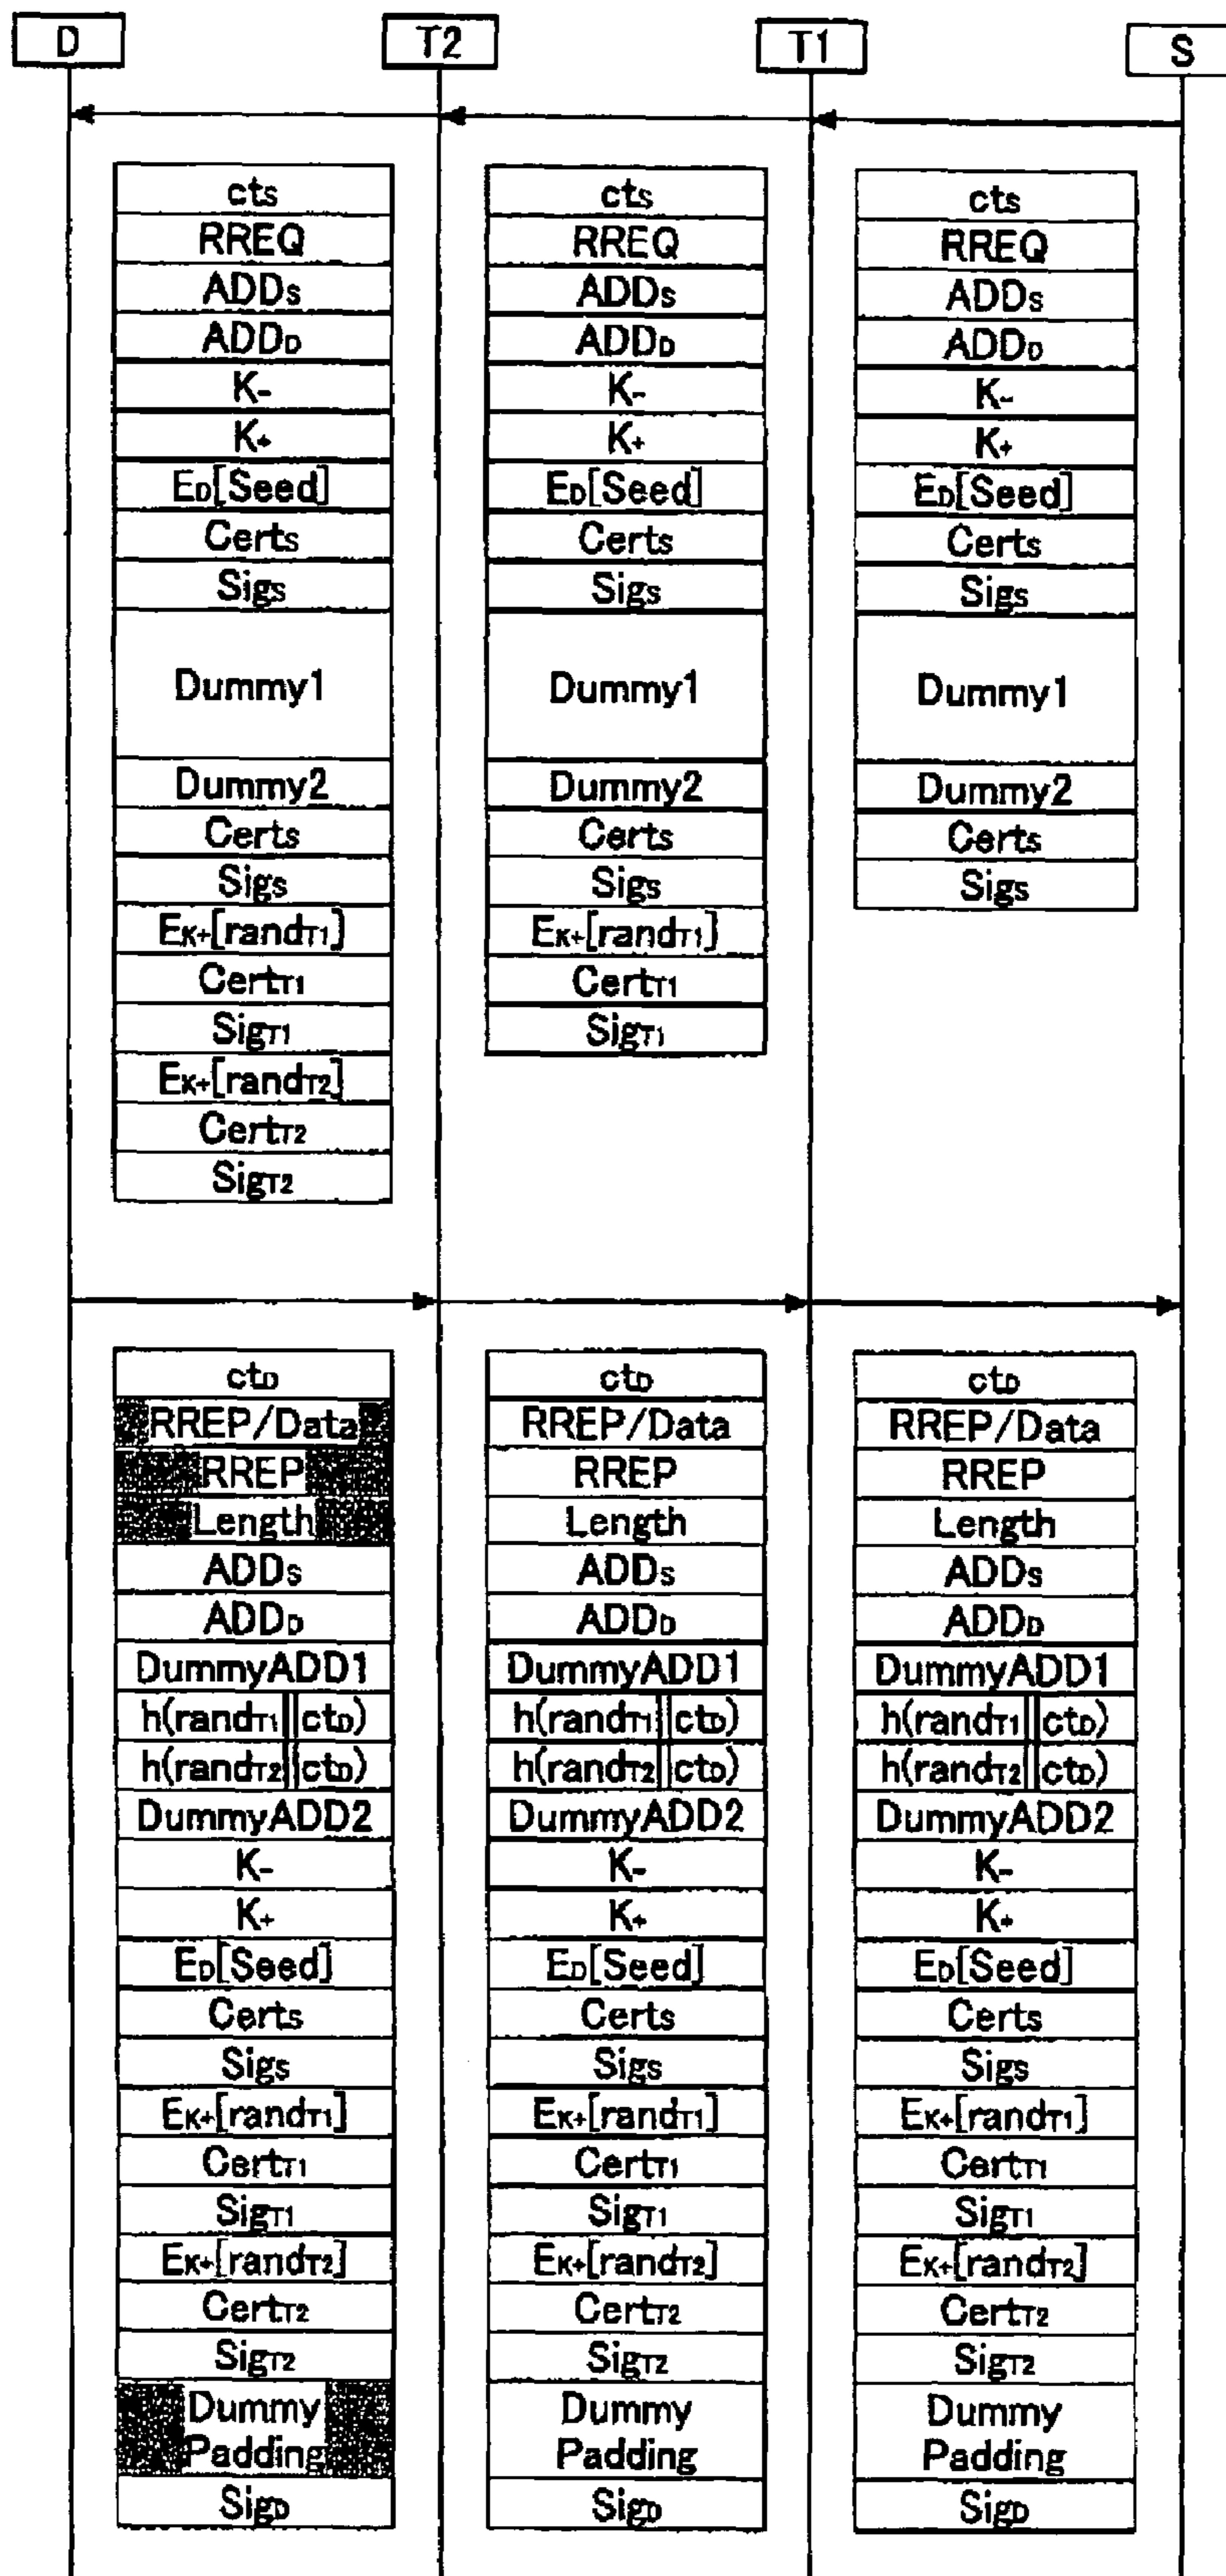 D
T2
T1
S
cts
RREQ
ADDs
ADDD
K-
K+
ED[Seed]
Certs
Sigs
Dummy1
Dummy2
Certs
Sigs
EK+[randT1]
CertT1
SigT1
EK+[randT2]
CertT2
SigT2
cts
RREQ
ADDs
ADDD
K-
K+
ED[Seed]
Certs
Sigs
Dummy1
Dummy2
Certs
Sigs
EK+[randT1]
CertT1
SigT1
cts
RREQ
ADDs
ADDD
K-
K+
ED[Seed]
Certs
Sigs
Dummy1
Dummy2
Certs
Sigs
ctD
RREP/Data
RREP
Length
ADDs
ADDD
DummyADD1
h(randT1||ctD)
h(randT2||ctD)
DummyADD2
K-
K+
ED[Seed]
Certs
Sigs
EK+[randT1]
CertT1
SigT1
EK+[randT2]
CertT2
SigT2
Dummy
Padding
SigD
ctD
RREP/Data
RREP
Length
ADDs
ADDD
DummyADD1
h(randT1||ctD)
h(randT2||ctD)
DummyADD2
K-
K+
ED[Seed]
Certs
Sigs
EK+[randT1]
CertT1
SigT1
EK+[randT2]
CertT2
SigT2
Dummy
Padding
SigD
ctD
RREP/Data
RREP
Length
ADDs
ADDD
DummyADD1
h(randT1||ctD)
h(randT2||ctD)
DummyADD2
K-
K+
ED[Seed]
Certs
Sigs
EK+[randT1]
CertT1
SigT1
EK+[randT2]
CertT2
SigT2
Dummy
Padding
SigD